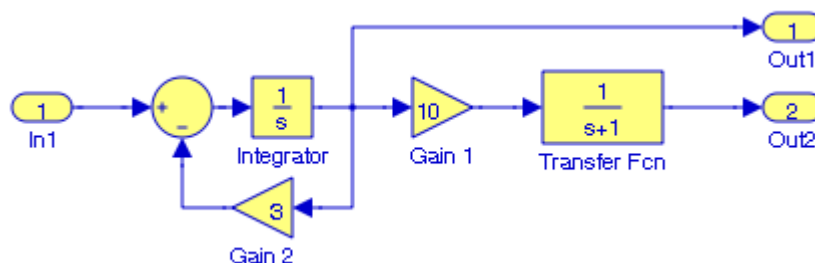 1
In1
+
−
1
s
Integrator
10
Gain 1
1
s+1
Transfer Fcn
1
Out1
2
Out2
3
Gain 2